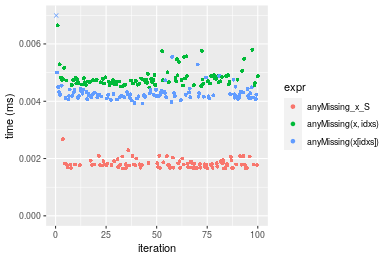 0.006
0.004
0.002
0.000
time (ms)
0
25
50
75
100
iteration
expr
anyMissing_x_S
anyMissing(x, idxs)
anyMissing(x[idxs])